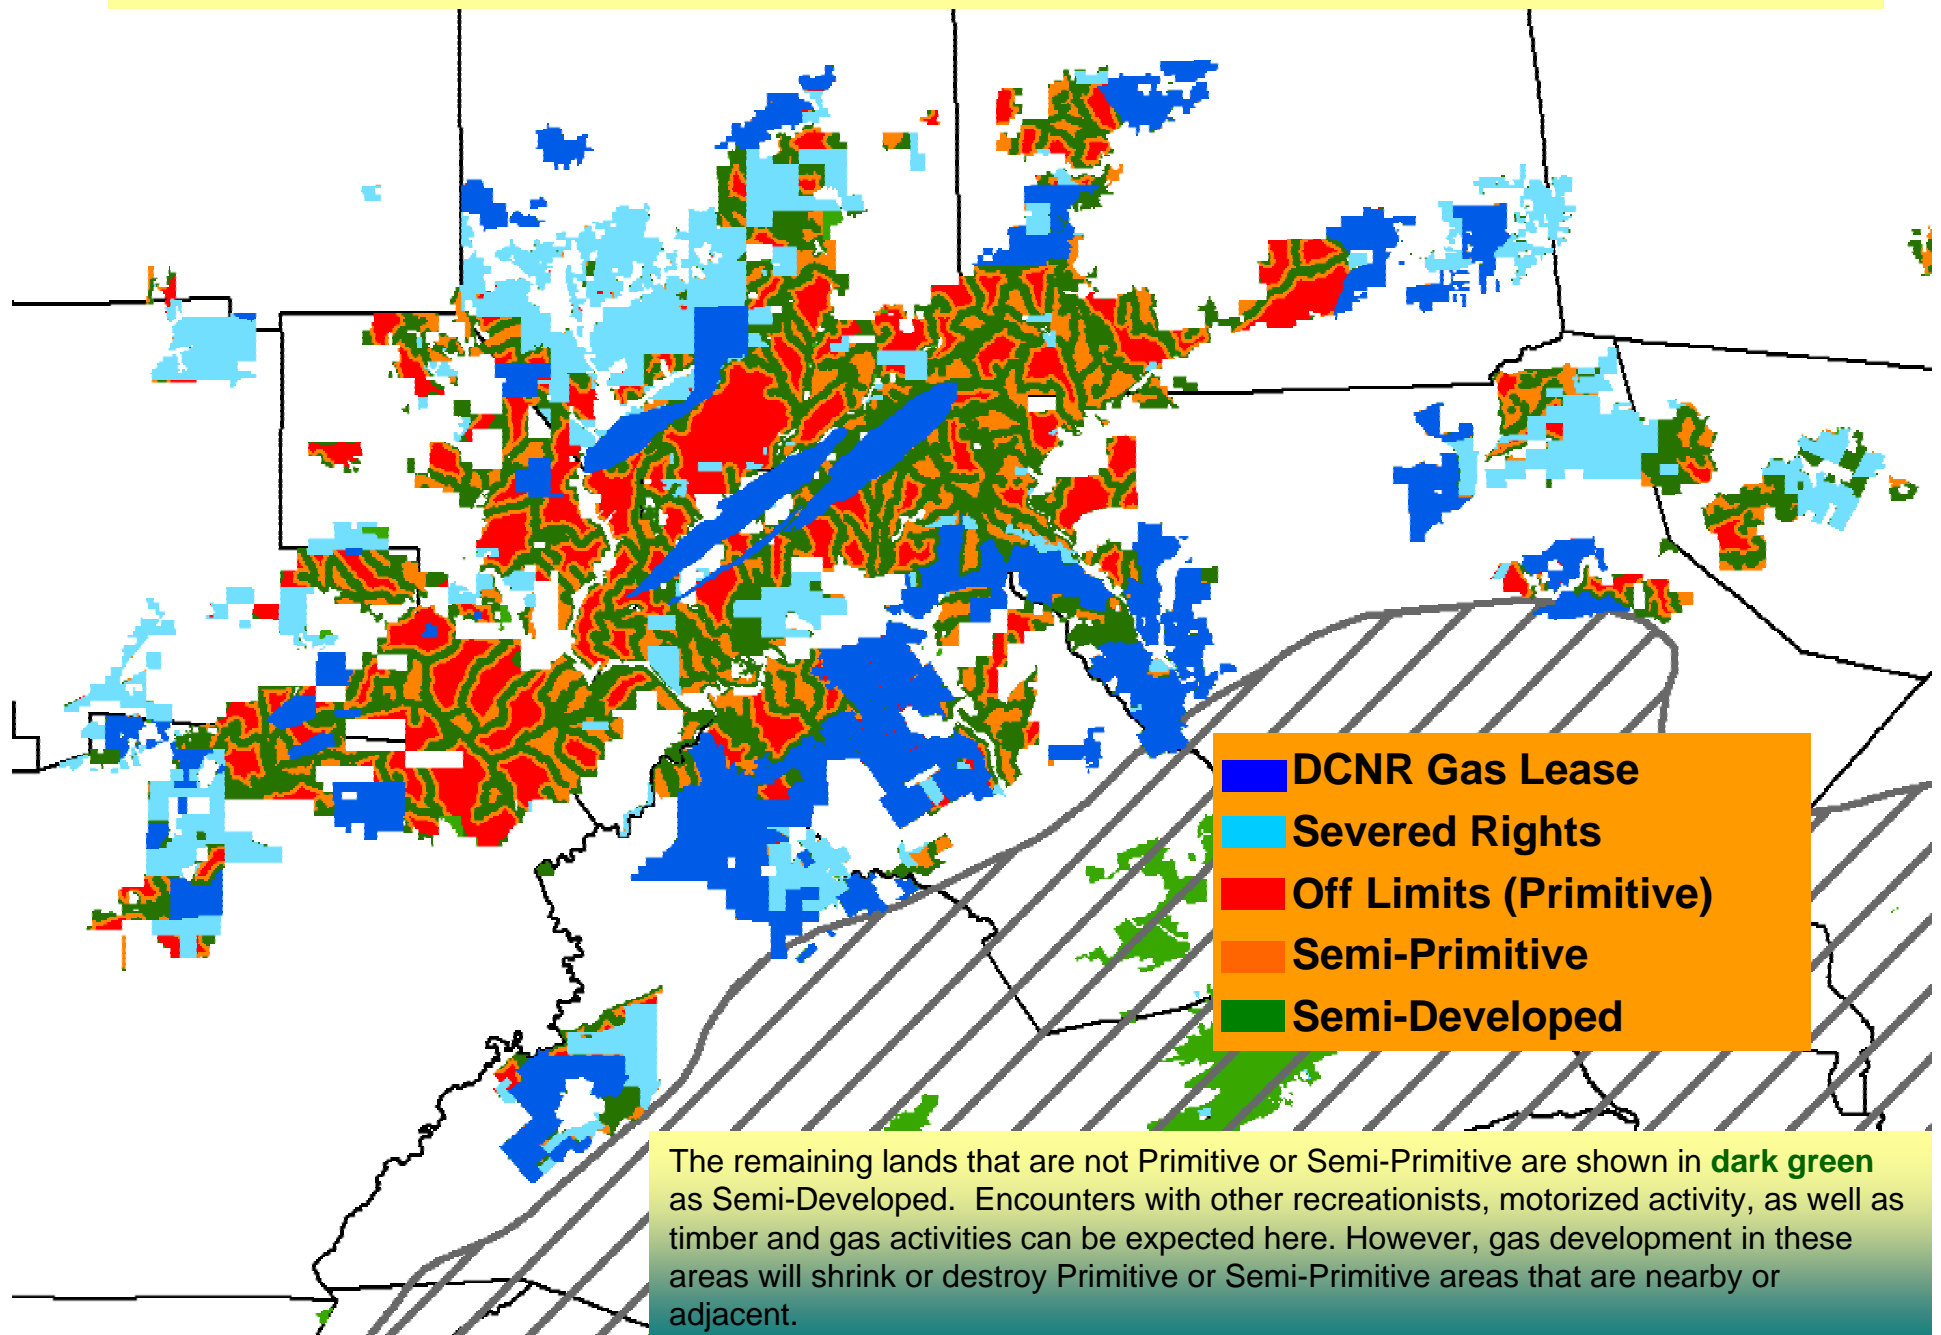 DCNR Gas Lease
Severed Rights
Off Limits (Primitive)
Semi-Primitive
Semi-Developed
The remaining lands that are not Primitive or Semi-Primitive are shown in dark green
as Semi-Developed.  Encounters with other recreationists, motorized activity, as well as
timber and gas activities can be expected here. However, gas development in these
areas will shrink or destroy Primitive or Semi-Primitive areas that are nearby or
adjacent.